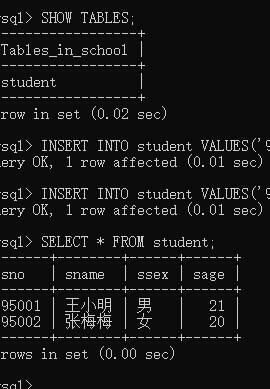 sql> SHOW TABLES;
-----------------+
Tables_in_school |
-----------------+
student          |
-----------------+
row in set (0.02 sec)
sql> INSERT INTO student VALUES('9
ery OK, 1 row affected (0.01 sec)
sql> INSERT INTO student VALUES('9
ery OK, 1 row affected (0.01 sec)
sql> SELECT * FROM student;
------+--------+------+------+
sno   | sname  | ssex | sage |
------+--------+------+------+
95001 | 王小明 | 男   |   21 |
95002 | 张梅梅 | 女   |   20 |
------+--------+------+------+
rows in set (0.00 sec)
sql>